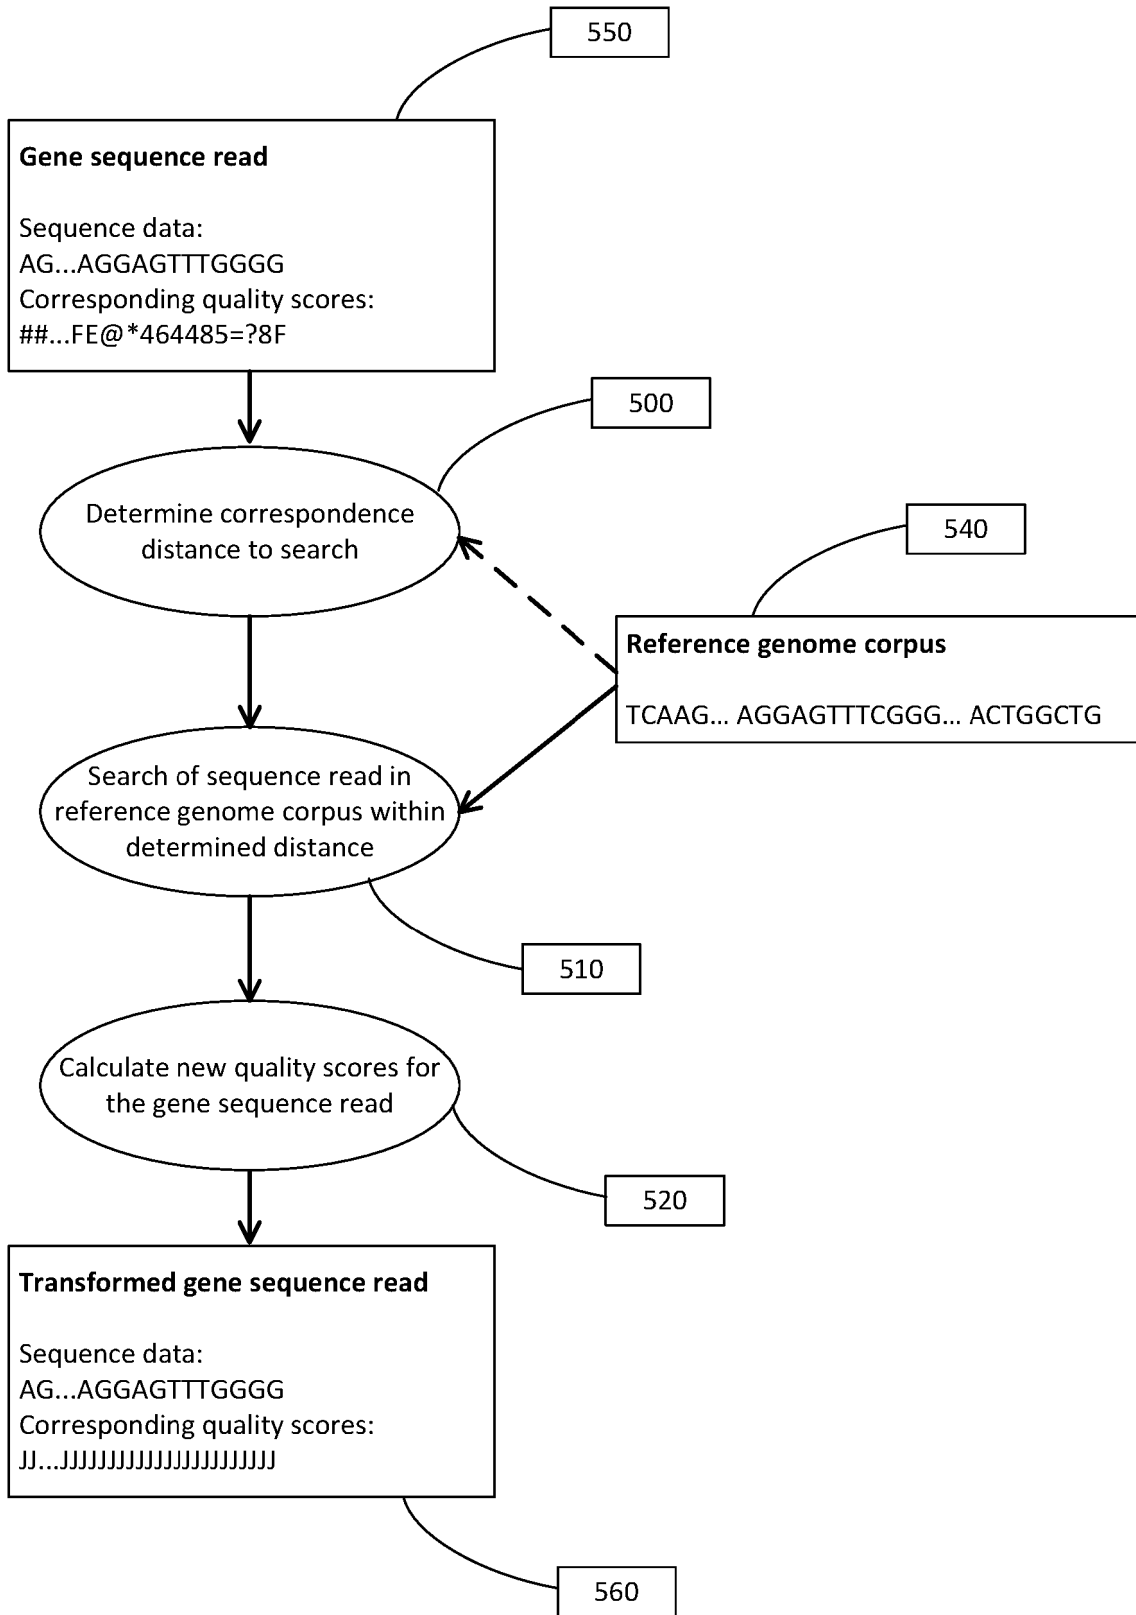 550
Gene sequence read
Sequence data:
AG...AGGAGTTTGGGG
Corresponding quality scores:
##...FE@*464485=?8F
500
Determine correspondence
distance to search
540
Reference genome corpus
TCAAG... AGGAGTTTCGGG... ACTGGCTG
Search of sequence read in
reference genome corpus within
determined distance
510
Calculate new quality scores for
the gene sequence read
520
Transformed gene sequence read
Sequence data:
AG...AGGAGTTTGGGG
Corresponding quality scores:
JJ...JJJJJJJJJJJJJJJJJJJJJJJJ
560